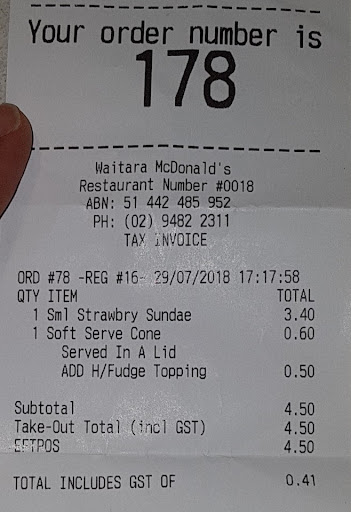 Your order number is
178
Waitara McDonald's
Restaurant Number #0018
ABN: 51 442 485 952
PH: (02) 9482 2311
TAX INVOICE
ORD #78 -REG #16- 29/07/2018 17:17:58
QTY ITEM TOTAL
1 Sml Strawbry Sundae 3.40
1 Soft Serve Cone 0.60
Served In A Lid
ADD H/Fudge Topping 0.50
Subtotal 4.50
Take-Out Total (incl GST) 4.50
EFTPOS 4.50
TOTAL INCLUDES GST OF 0.41